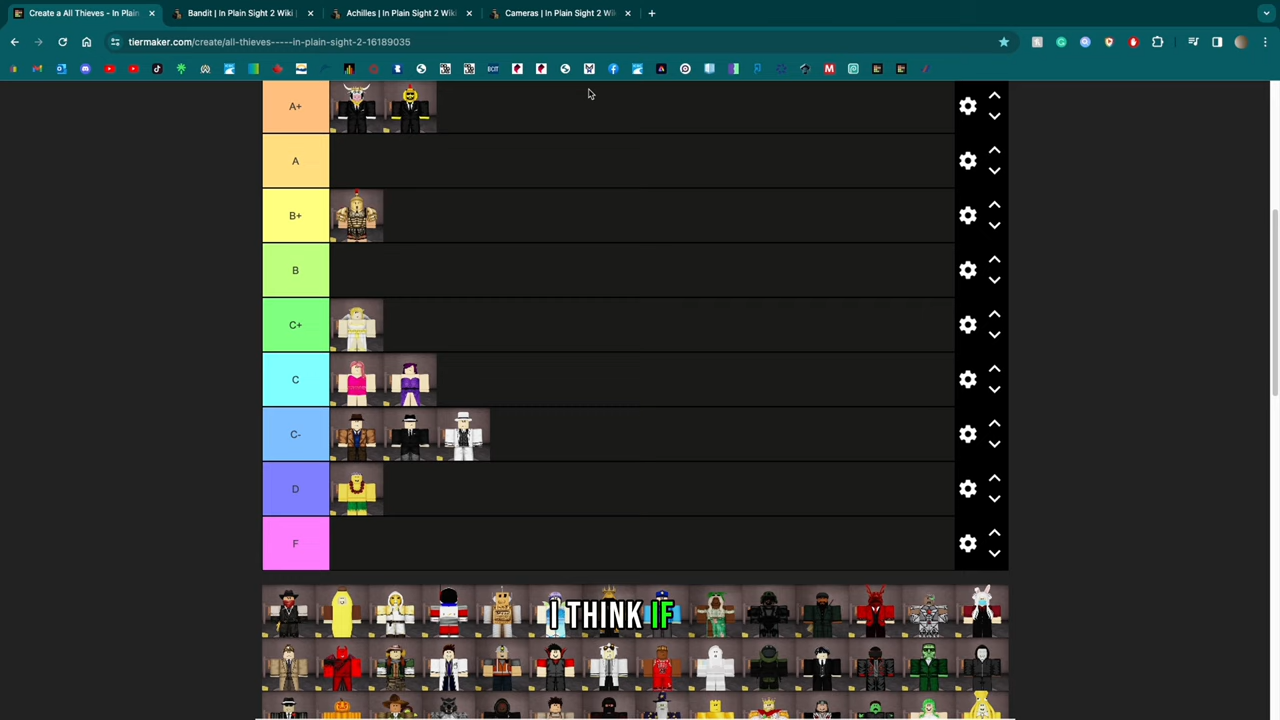 Create a All Thieves - In Plain
Bandit | In Plain Sight 2 Wiki |
Achilles | In Plain Sight 2 Wiki
Cameras | In Plain Sight 2 Wiki
tiermaker.com/create/all-thieves-----in-plain-sight-2-16189035
A+
A
B+
B
C+
C
C-
D
F
I THINK IF